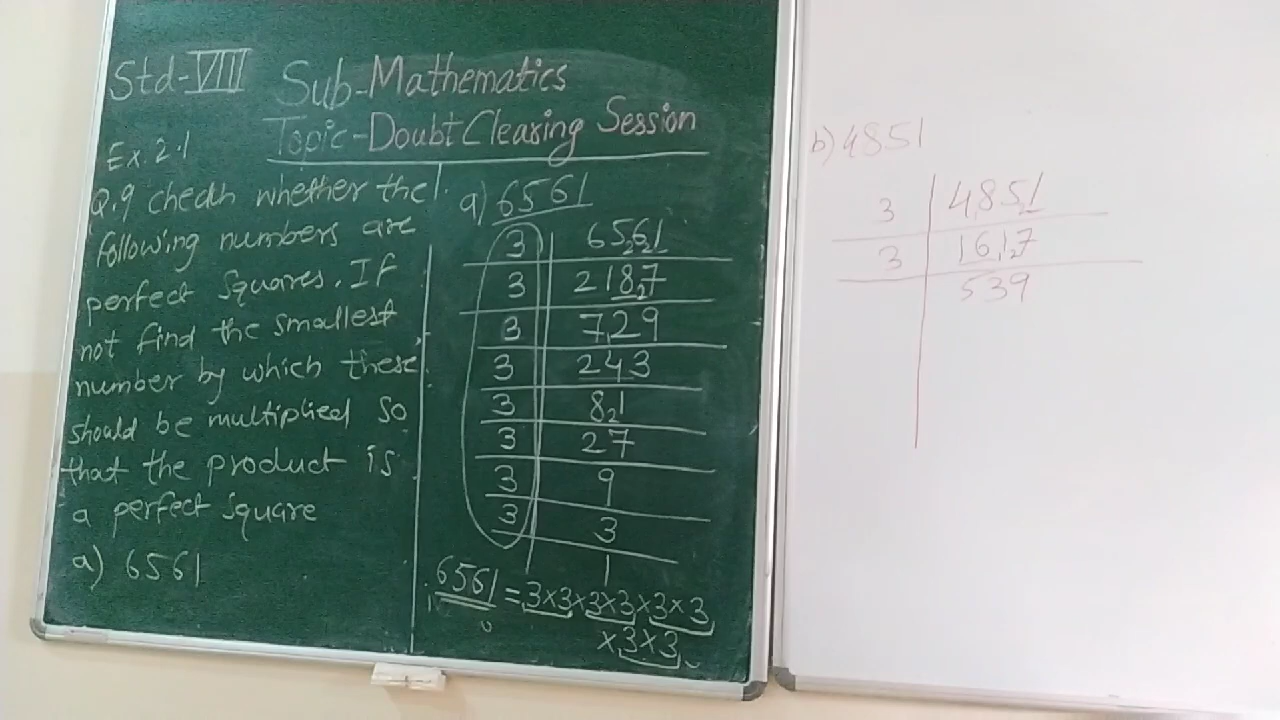 Std-VIII Sub-Mathematics
Topic-Doubt Clearing Session
Ex. 2.1
Q.9 check whether the
following numbers are
perfect squares. If
not find the smallest
number by which these
should be multiplied so
that the product is
a perfect square
a) 6561
a) 6561
3 6561
3 2187
3 729
3 243
3 81
3 27
3 9
3 3
1
6561 = 3×3×3×3×3×3
×3×3
b) 4851
3 4851
3 1617
539